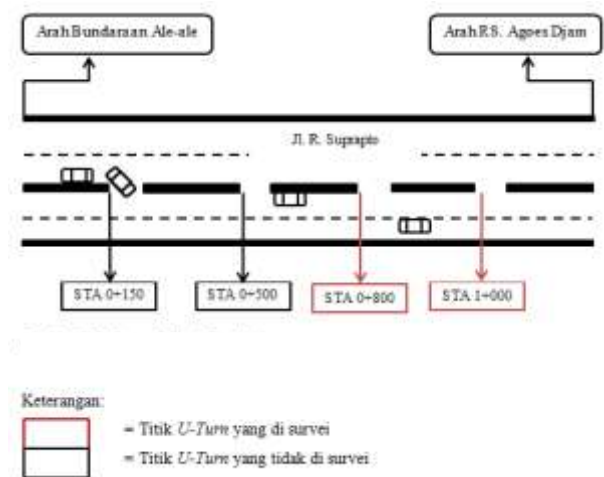 Arah Bundaraan Ale-ale
Arah RS. Agoes Djam
Jl. R. Suprapto
STA 0+150
STA 0+500
STA 0+800
STA 1+000
Keterangan:
= Titik U-Turn yang di survei
= Titik U-Turn yang tidak di survei